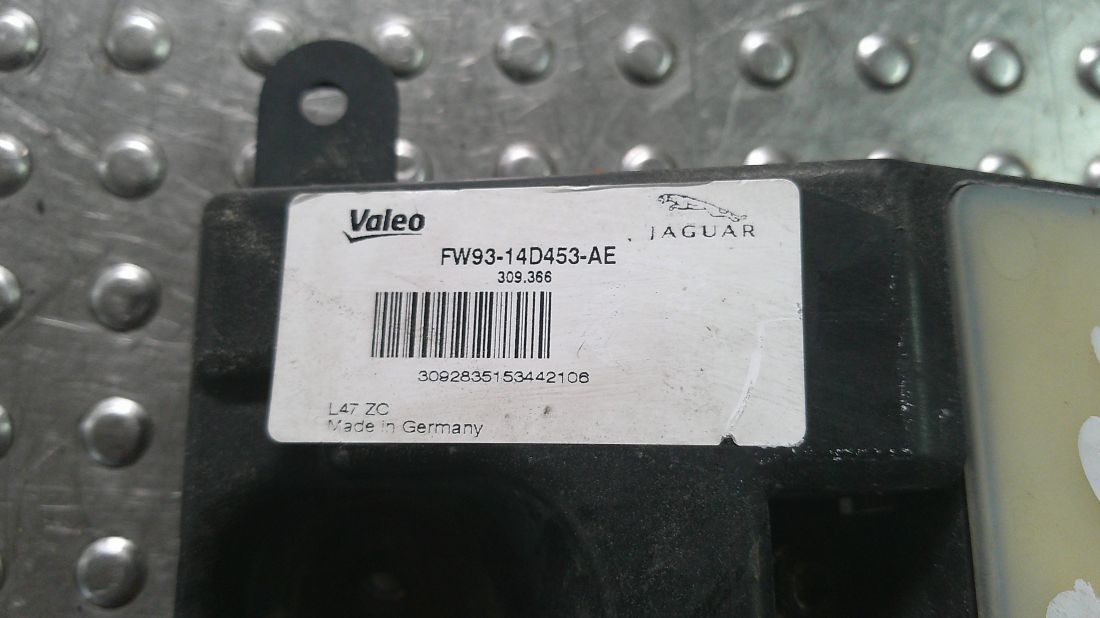 Valeo
JAGUAR
FW93-14D453-AE
309.366
3092835153442106
L47 ZC
Made in Germany